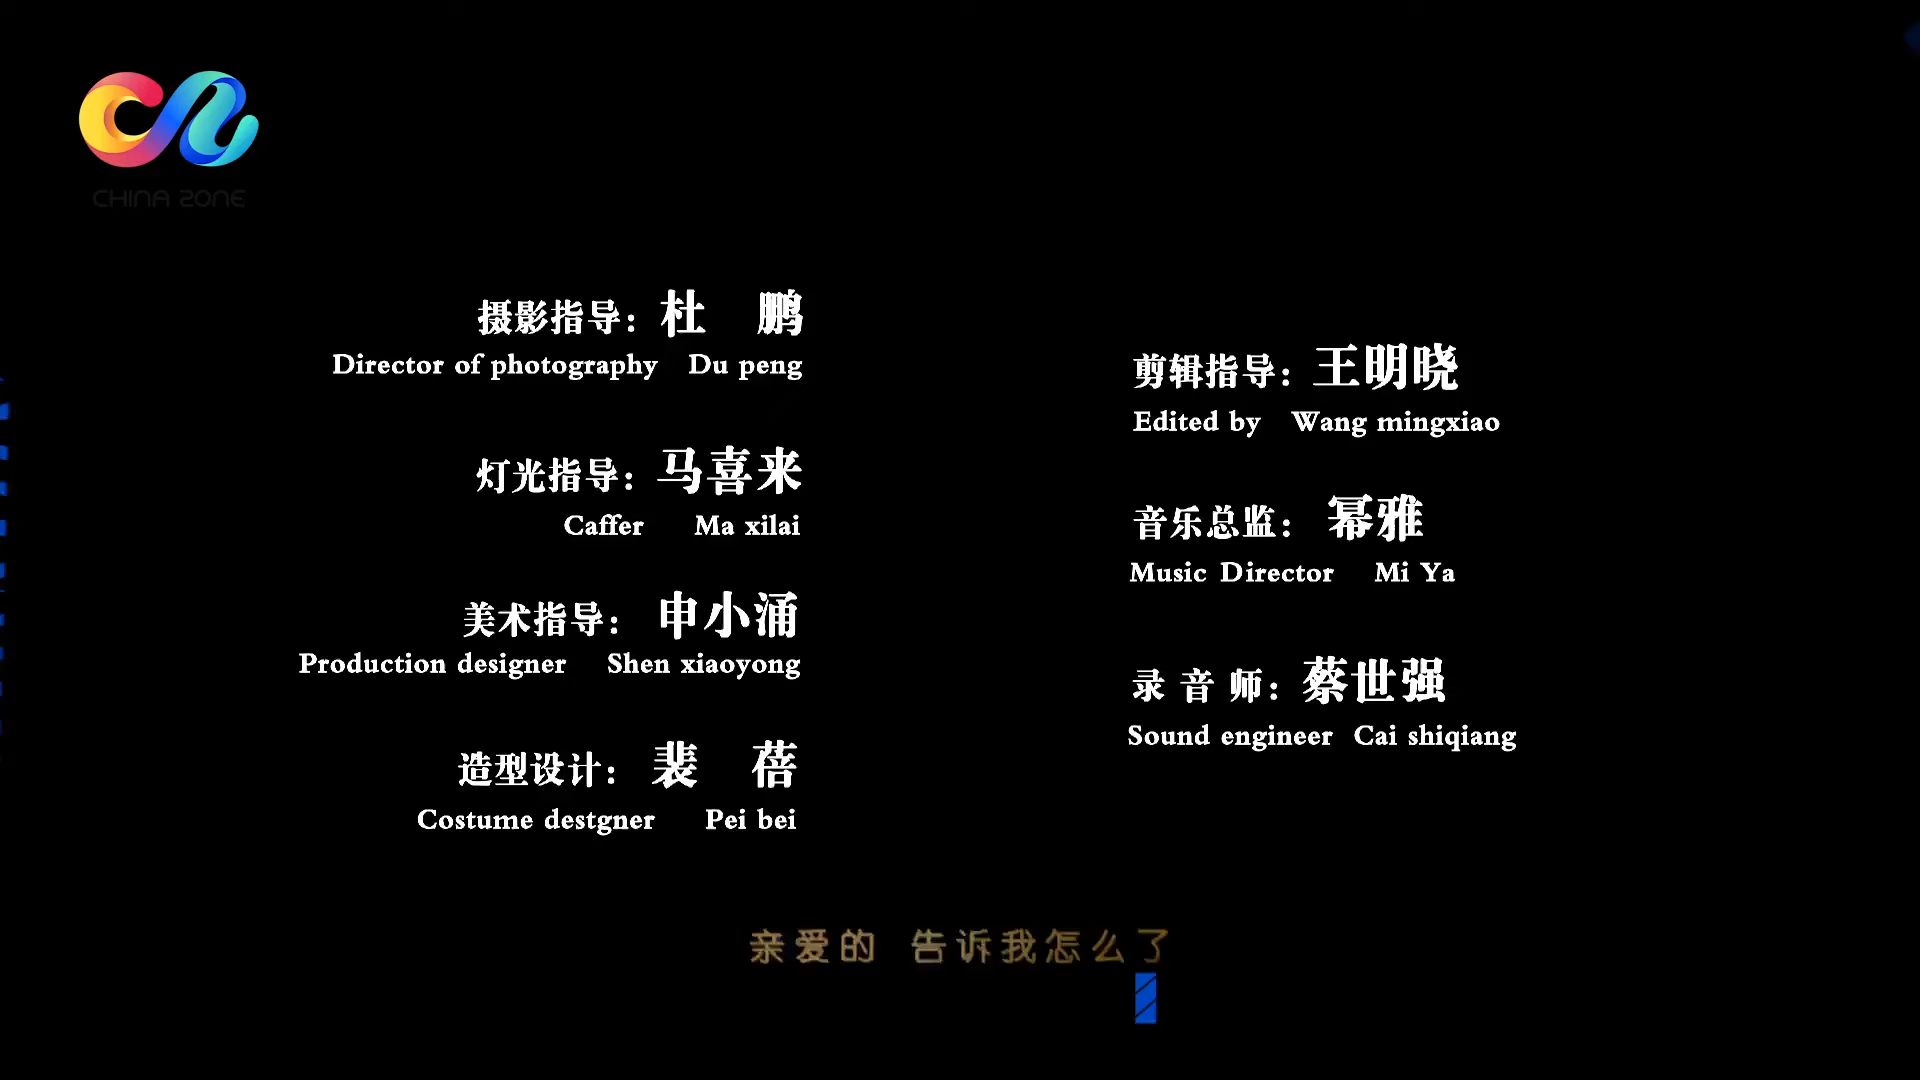 CHINA ZONE
摄影指导：杜 鹏
Director of photography Du peng
灯光指导：马喜来
Caffer Ma xilai
美术指导：申小涌
Production designer Shen xiaoyong
造型设计：裴 蓓
Costume destgner Pei bei
剪辑指导：王明晓
Edited by Wang mingxiao
音乐总监：幂雅
Music Director Mi Ya
录 音 师：蔡世强
Sound engineer Cai shiqiang
亲爱的 告诉我怎么了